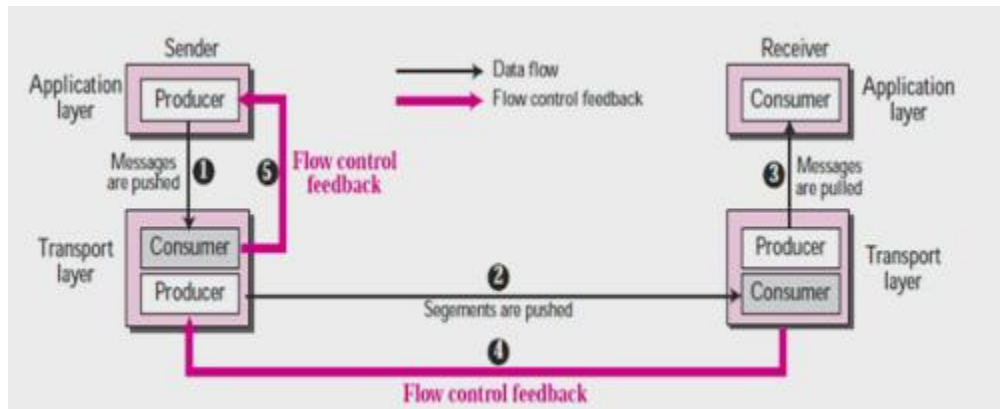 Sender
Receiver
Data flow
Flow control feedback
Application
layer
Producer
Consumer
Application
layer
Messages
are pushed
1
5
Flow control
feedback
3
Messages
are pulled
Transport
layer
Consumer
Producer
2
Segements are pushed
Producer
Consumer
Transport
layer
4
Flow control feedback